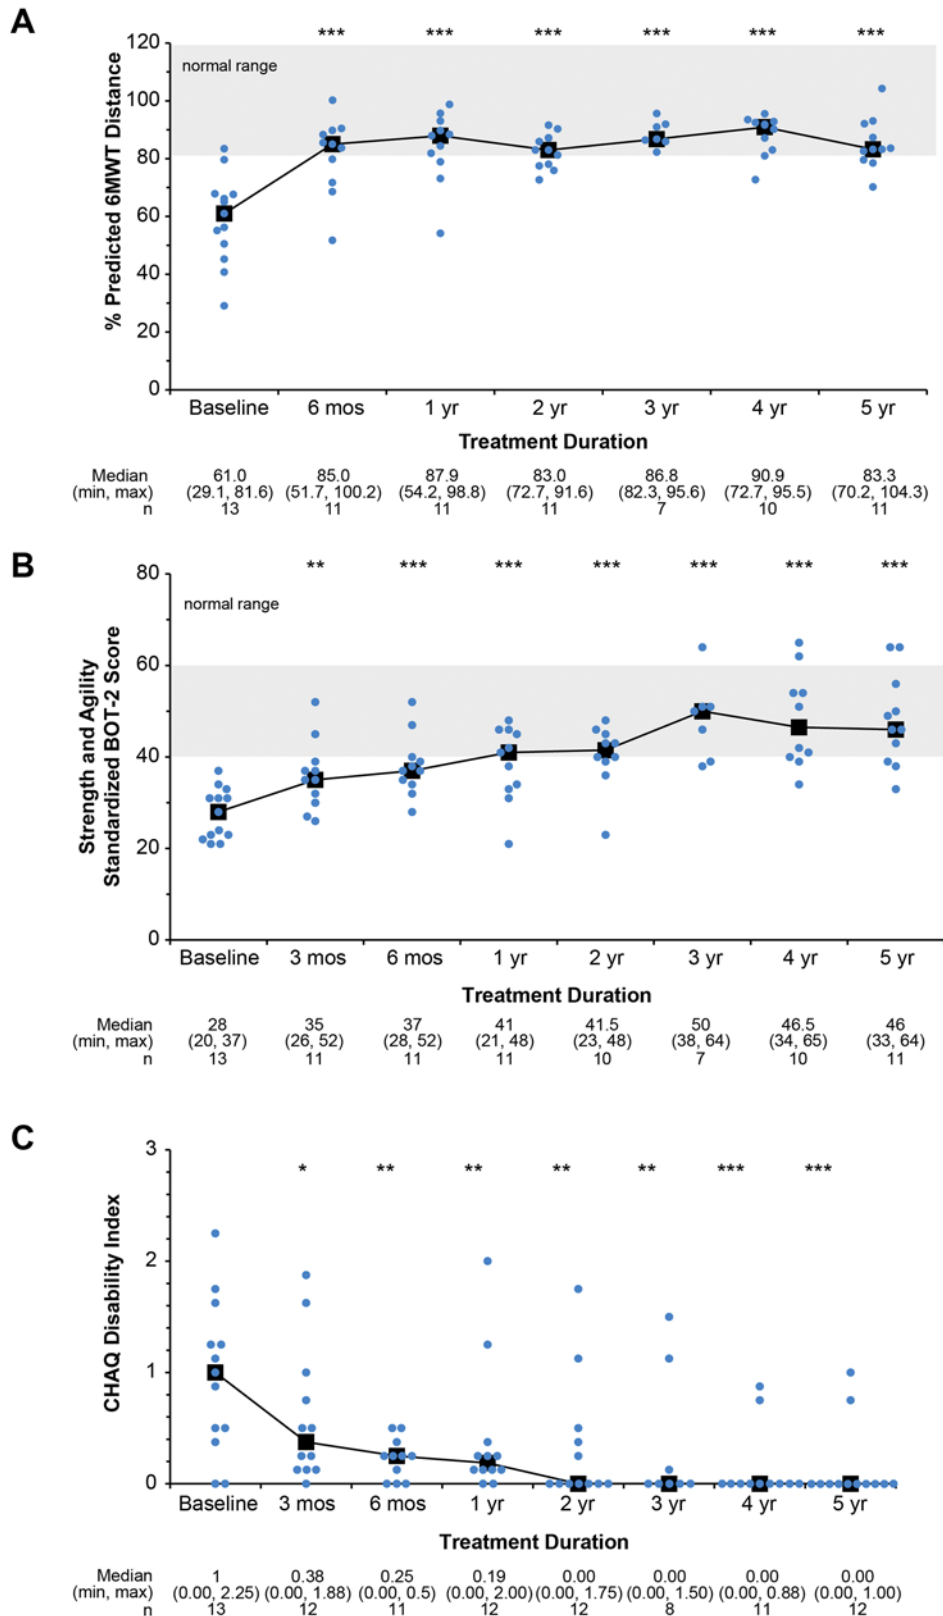 A
*** *** *** *** *** ***
120
normal range
100
80
60
40
20
0
% Predicted 6MWT Distance
Baseline 6 mos 1 yr 2 yr 3 yr 4 yr 5 yr
Treatment Duration
Median 61.0 85.0 87.9 83.0 86.8 90.9 83.3
(min, max) (29.1, 81.6) (51.7, 100.2) (54.2, 98.8) (72.7, 91.6) (82.3, 95.6) (72.7, 95.5) (70.2, 104.3)
n 13 11 11 11 7 10 11
B
** *** *** *** *** *** ***
80
normal range
60
40
20
0
Strength and Agility
Standardized BOT-2 Score
Baseline 3 mos 6 mos 1 yr 2 yr 3 yr 4 yr 5 yr
Treatment Duration
Median 28 35 37 41 41.5 50 46.5 46
(min, max) (20, 37) (26, 52) (28, 52) (21, 48) (23, 48) (38, 64) (34, 65) (33, 64)
n 13 11 11 11 10 7 10 11
C
3
* ** ** ** ** *** ***
2
1
0
CHAQ Disability Index
Baseline 3 mos 6 mos 1 yr 2 yr 3 yr 4 yr 5 yr
Treatment Duration
Median 1 0.38 0.25 0.19 0.00 0.00 0.00 0.00
(min, max) (0.00, 2.25) (0.00, 1.88) (0.00, 0.5) (0.00, 2.00) (0.00, 1.75) (0.00, 1.50) (0.00, 0.88) (0.00, 1.00)
n 13 12 11 12 12 8 11 12